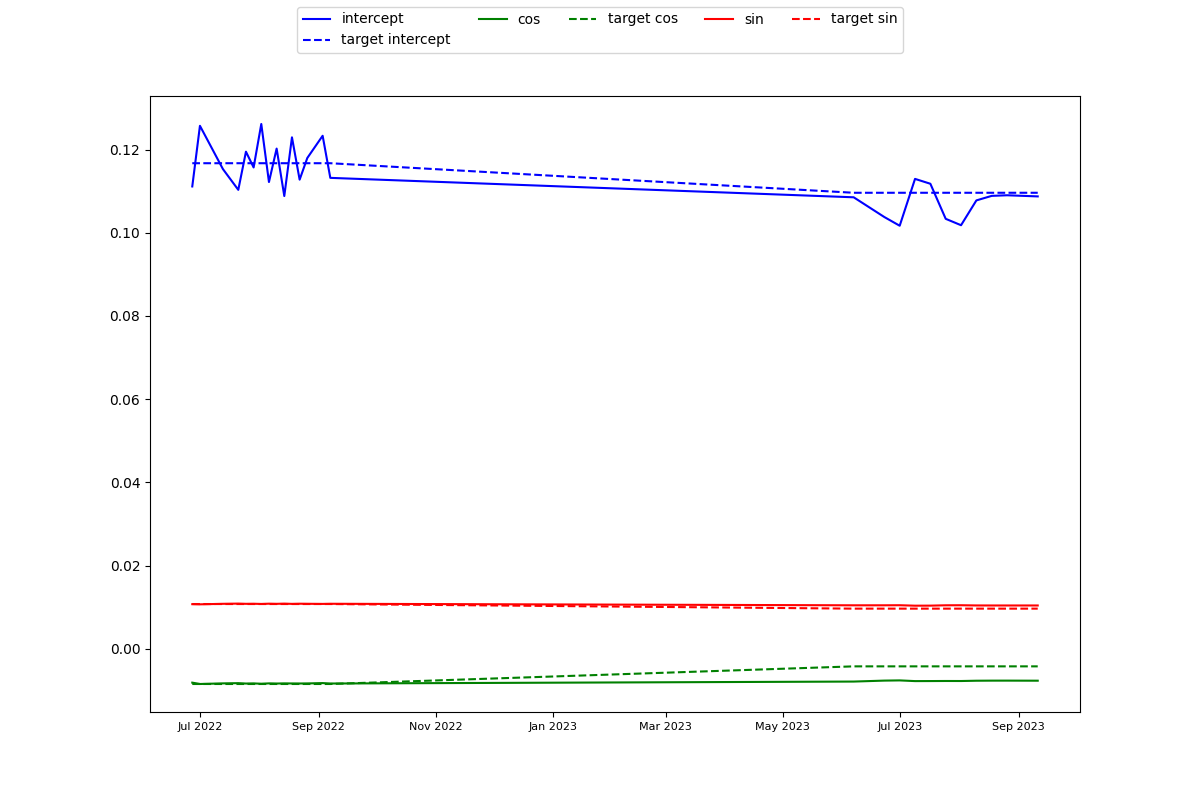 intercept cos target cos sin target sin
target intercept
0.12
0.10
0.08
0.06
0.04
0.02
0.00
Jul 2022 Sep 2022 Nov 2022 Jan 2023 Mar 2023 May 2023 Jul 2023 Sep 2023